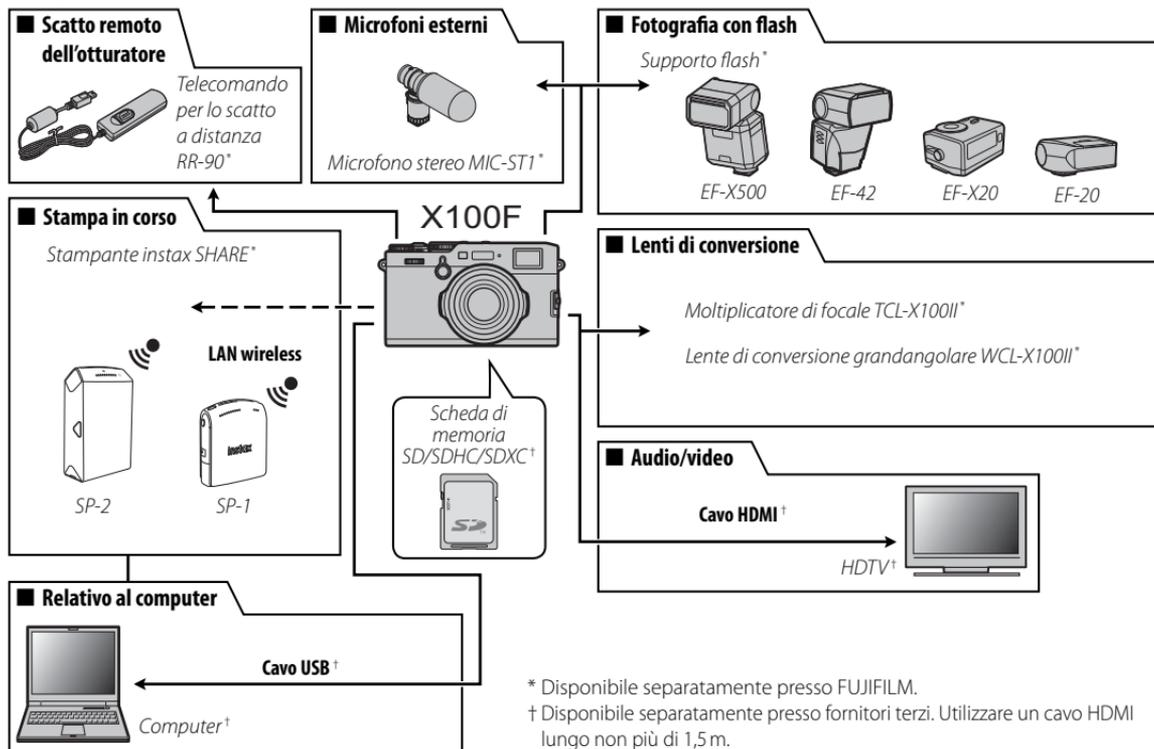 ■ Scatto remoto
dell’otturatore
Telecomando
per lo scatto
a distanza
RR-90*
■ Microfoni esterni
Microfono stereo MIC-ST1*
■ Fotografia con flash
Supporto flash*
EF-X500
EF-42
EF-X20
EF-20
■ Stampa in corso
Stampante instax SHARE*
LAN wireless
instax
SP-2
SP-1
X100F
■ Lenti di conversione
Moltiplicatore di focale TCL-X100II*
Lente di conversione grandangolare WCL-X100II*
Scheda di
memoria
SD/SDHC/SDXC†
SD
■ Audio/video
Cavo HDMI†
HDTV†
■ Relativo al computer
Cavo USB†
Computer†
* Disponibile separatamente presso FUJIFILM.
† Disponibile separatamente presso fornitori terzi. Utilizzare un cavo HDMI
lungo non più di 1,5 m.